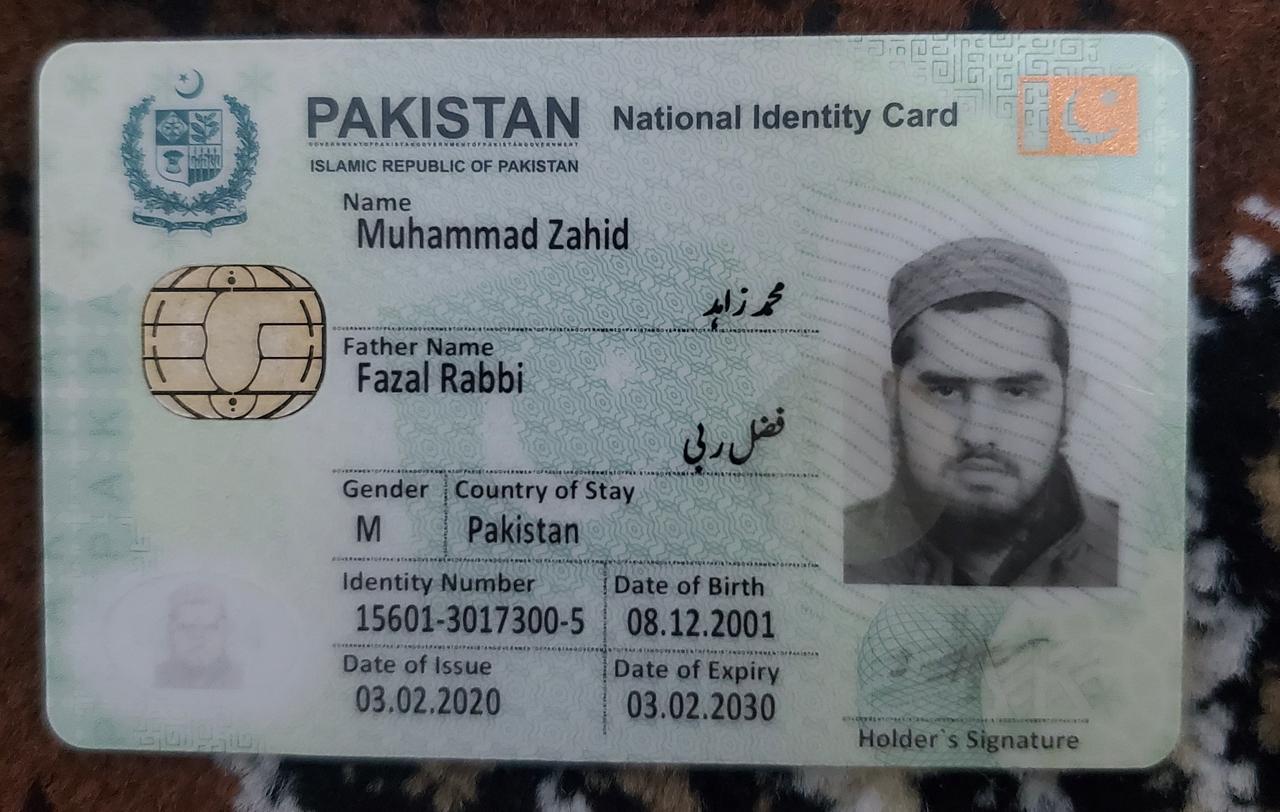 PAKISTAN National Identity Card
ISLAMIC REPUBLIC OF PAKISTAN
Name
Muhammad Zahid
محمد زاہد
Father Name
Fazal Rabbi
فضل ربی
Gender Country of Stay
M Pakistan
Identity Number Date of Birth
15601-3017300-5 08.12.2001
Date of Issue Date of Expiry
03.02.2020 03.02.2030
Holder`s Signature